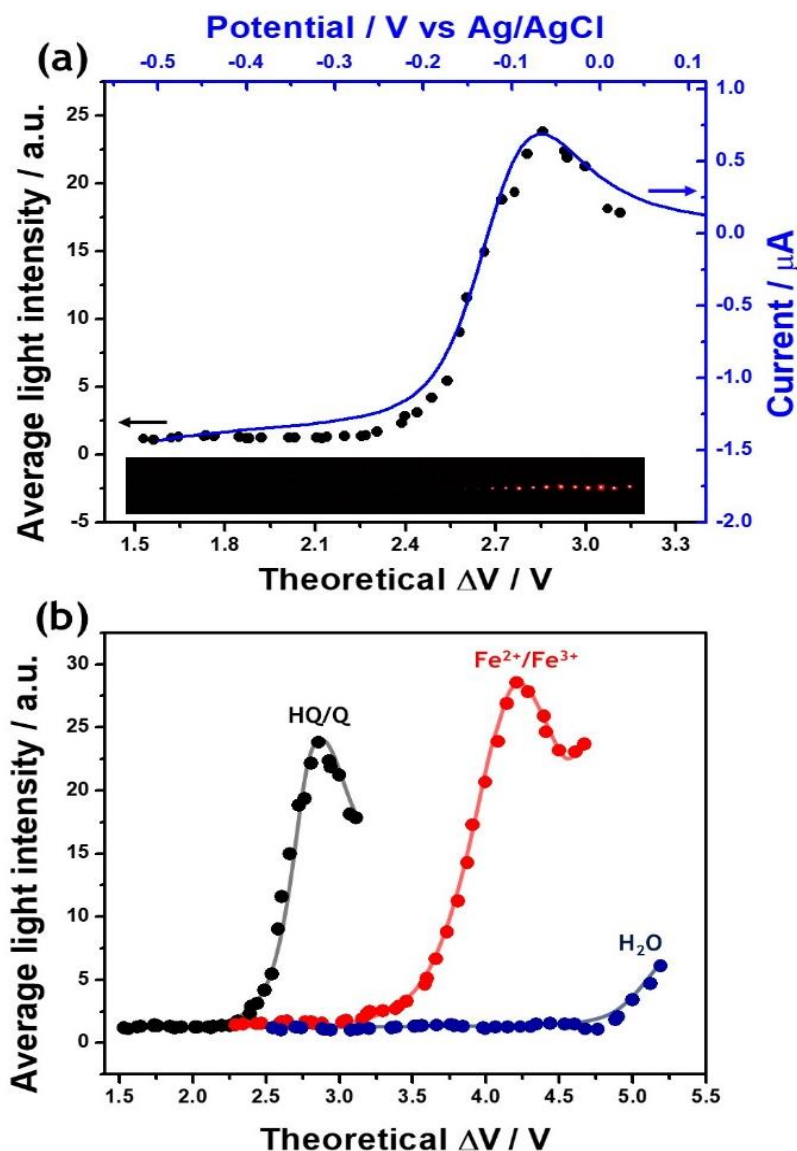 Potential / V vs Ag/AgCl
(a)
-0.5 -0.4 -0.3 -0.2 -0.1 0.0 0.1
25
20
15
10
5
0
-5
Average light intensity / a.u.
1.0
0.5
0.0
-0.5
-1.0
-1.5
-2.0
Current / μA
1.5 1.8 2.1 2.4 2.7 3.0 3.3
Theoretical ΔV / V
(b)
30
25
20
15
10
5
0
Average light intensity / a.u.
HQ/Q
Fe²⁺/Fe³⁺
H₂O
1.5 2.0 2.5 3.0 3.5 4.0 4.5 5.0 5.5
Theoretical ΔV / V